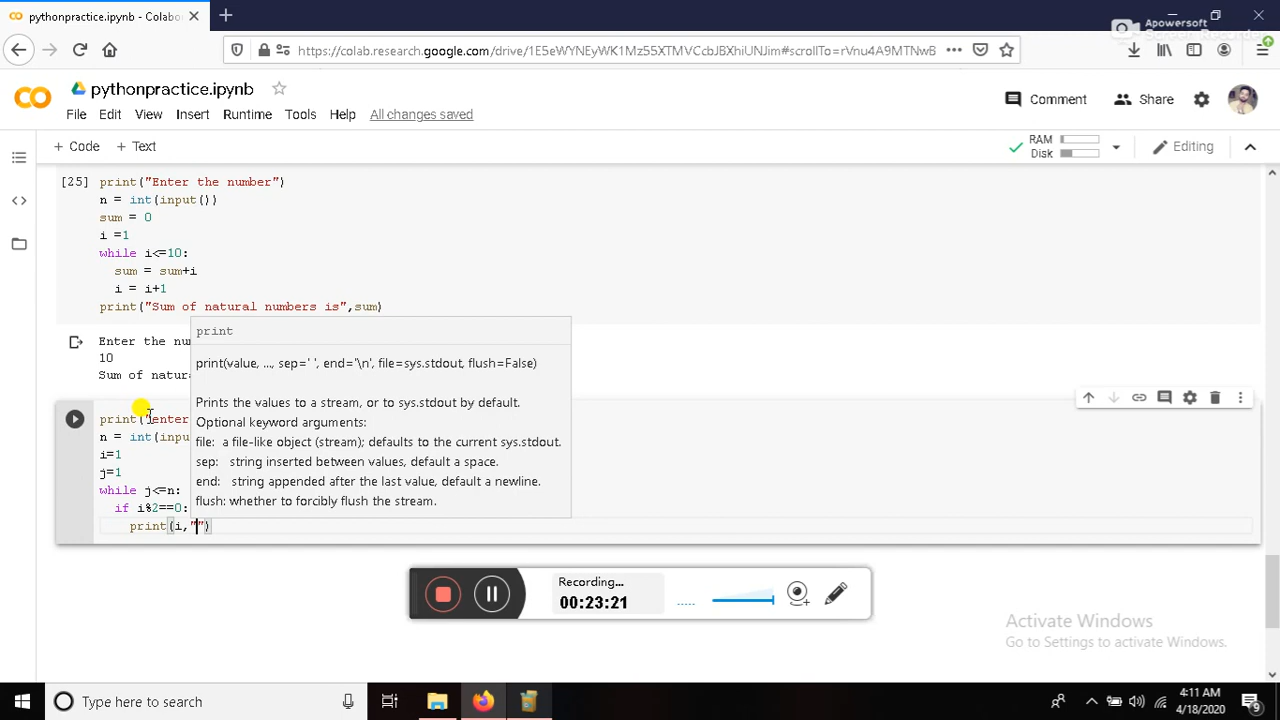 pythonpractice.ipynb - Colabo
Apowersoft
Screen Recorder
https://colab.research.google.com/drive/1E5eWYNEyWK1Mz55XTMVCcbJBXhiUNJim#scrollTo=rVnu4A9MTNwB
CO
pythonpractice.ipynb
Comment
Share
File
Edit
View
Insert
Runtime
Tools
Help
All changes saved
+ Code
+ Text
RAM
Disk
Editing
[25]
print("Enter the number")
n = int(input())
sum = 0
i =1
while i<=10:
sum = sum+i
i = i+1
print("Sum of natural numbers is",sum)
Enter the nu
10
Sum of natur
print
print(value, ..., sep=' ', end='\n', file=sys.stdout, flush=False)
Prints the values to a stream, or to sys.stdout by default.
Optional keyword arguments:
file: a file-like object (stream); defaults to the current sys.stdout.
sep: string inserted between values, default a space.
end: string appended after the last value, default a newline.
flush: whether to forcibly flush the stream.
print("enter
n = int(inpu
i=1
j=1
while j<=n:
if i%2==0:
print(i,"")
Recording...
00:23:21
Activate Windows
Go to Settings to activate Windows.
Type here to search
4:11 AM
4/18/2020
9